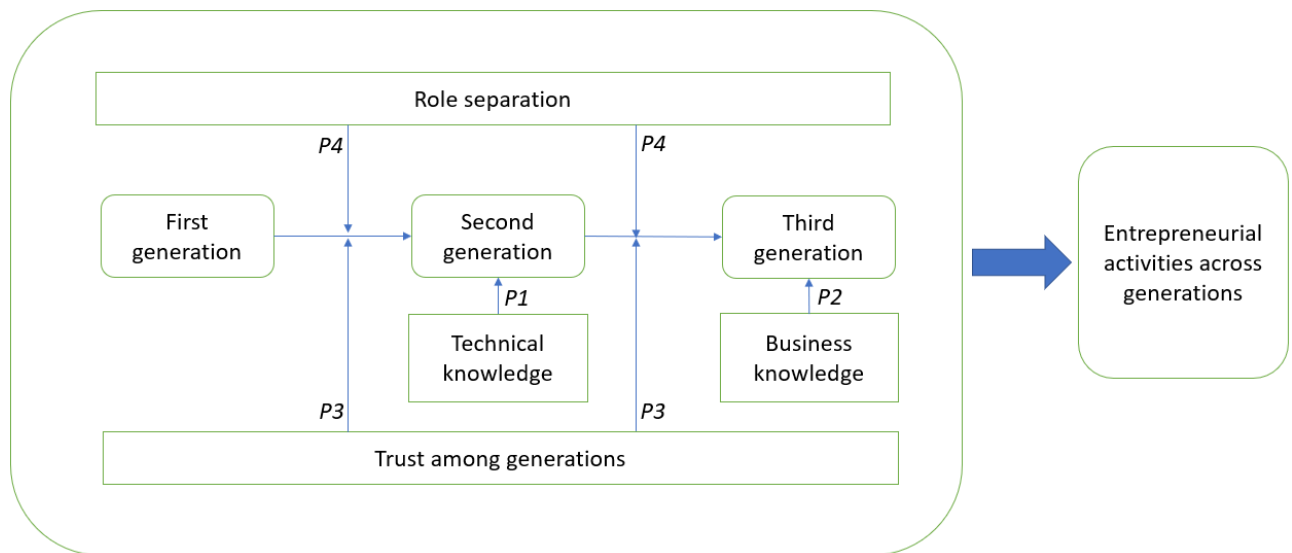 Role separation
P4
P4
First
generation
Second
generation
Third
generation
Entrepreneurial
activities across
generations
P1
P2
Technical
knowledge
Business
knowledge
P3
P3
Trust among generations